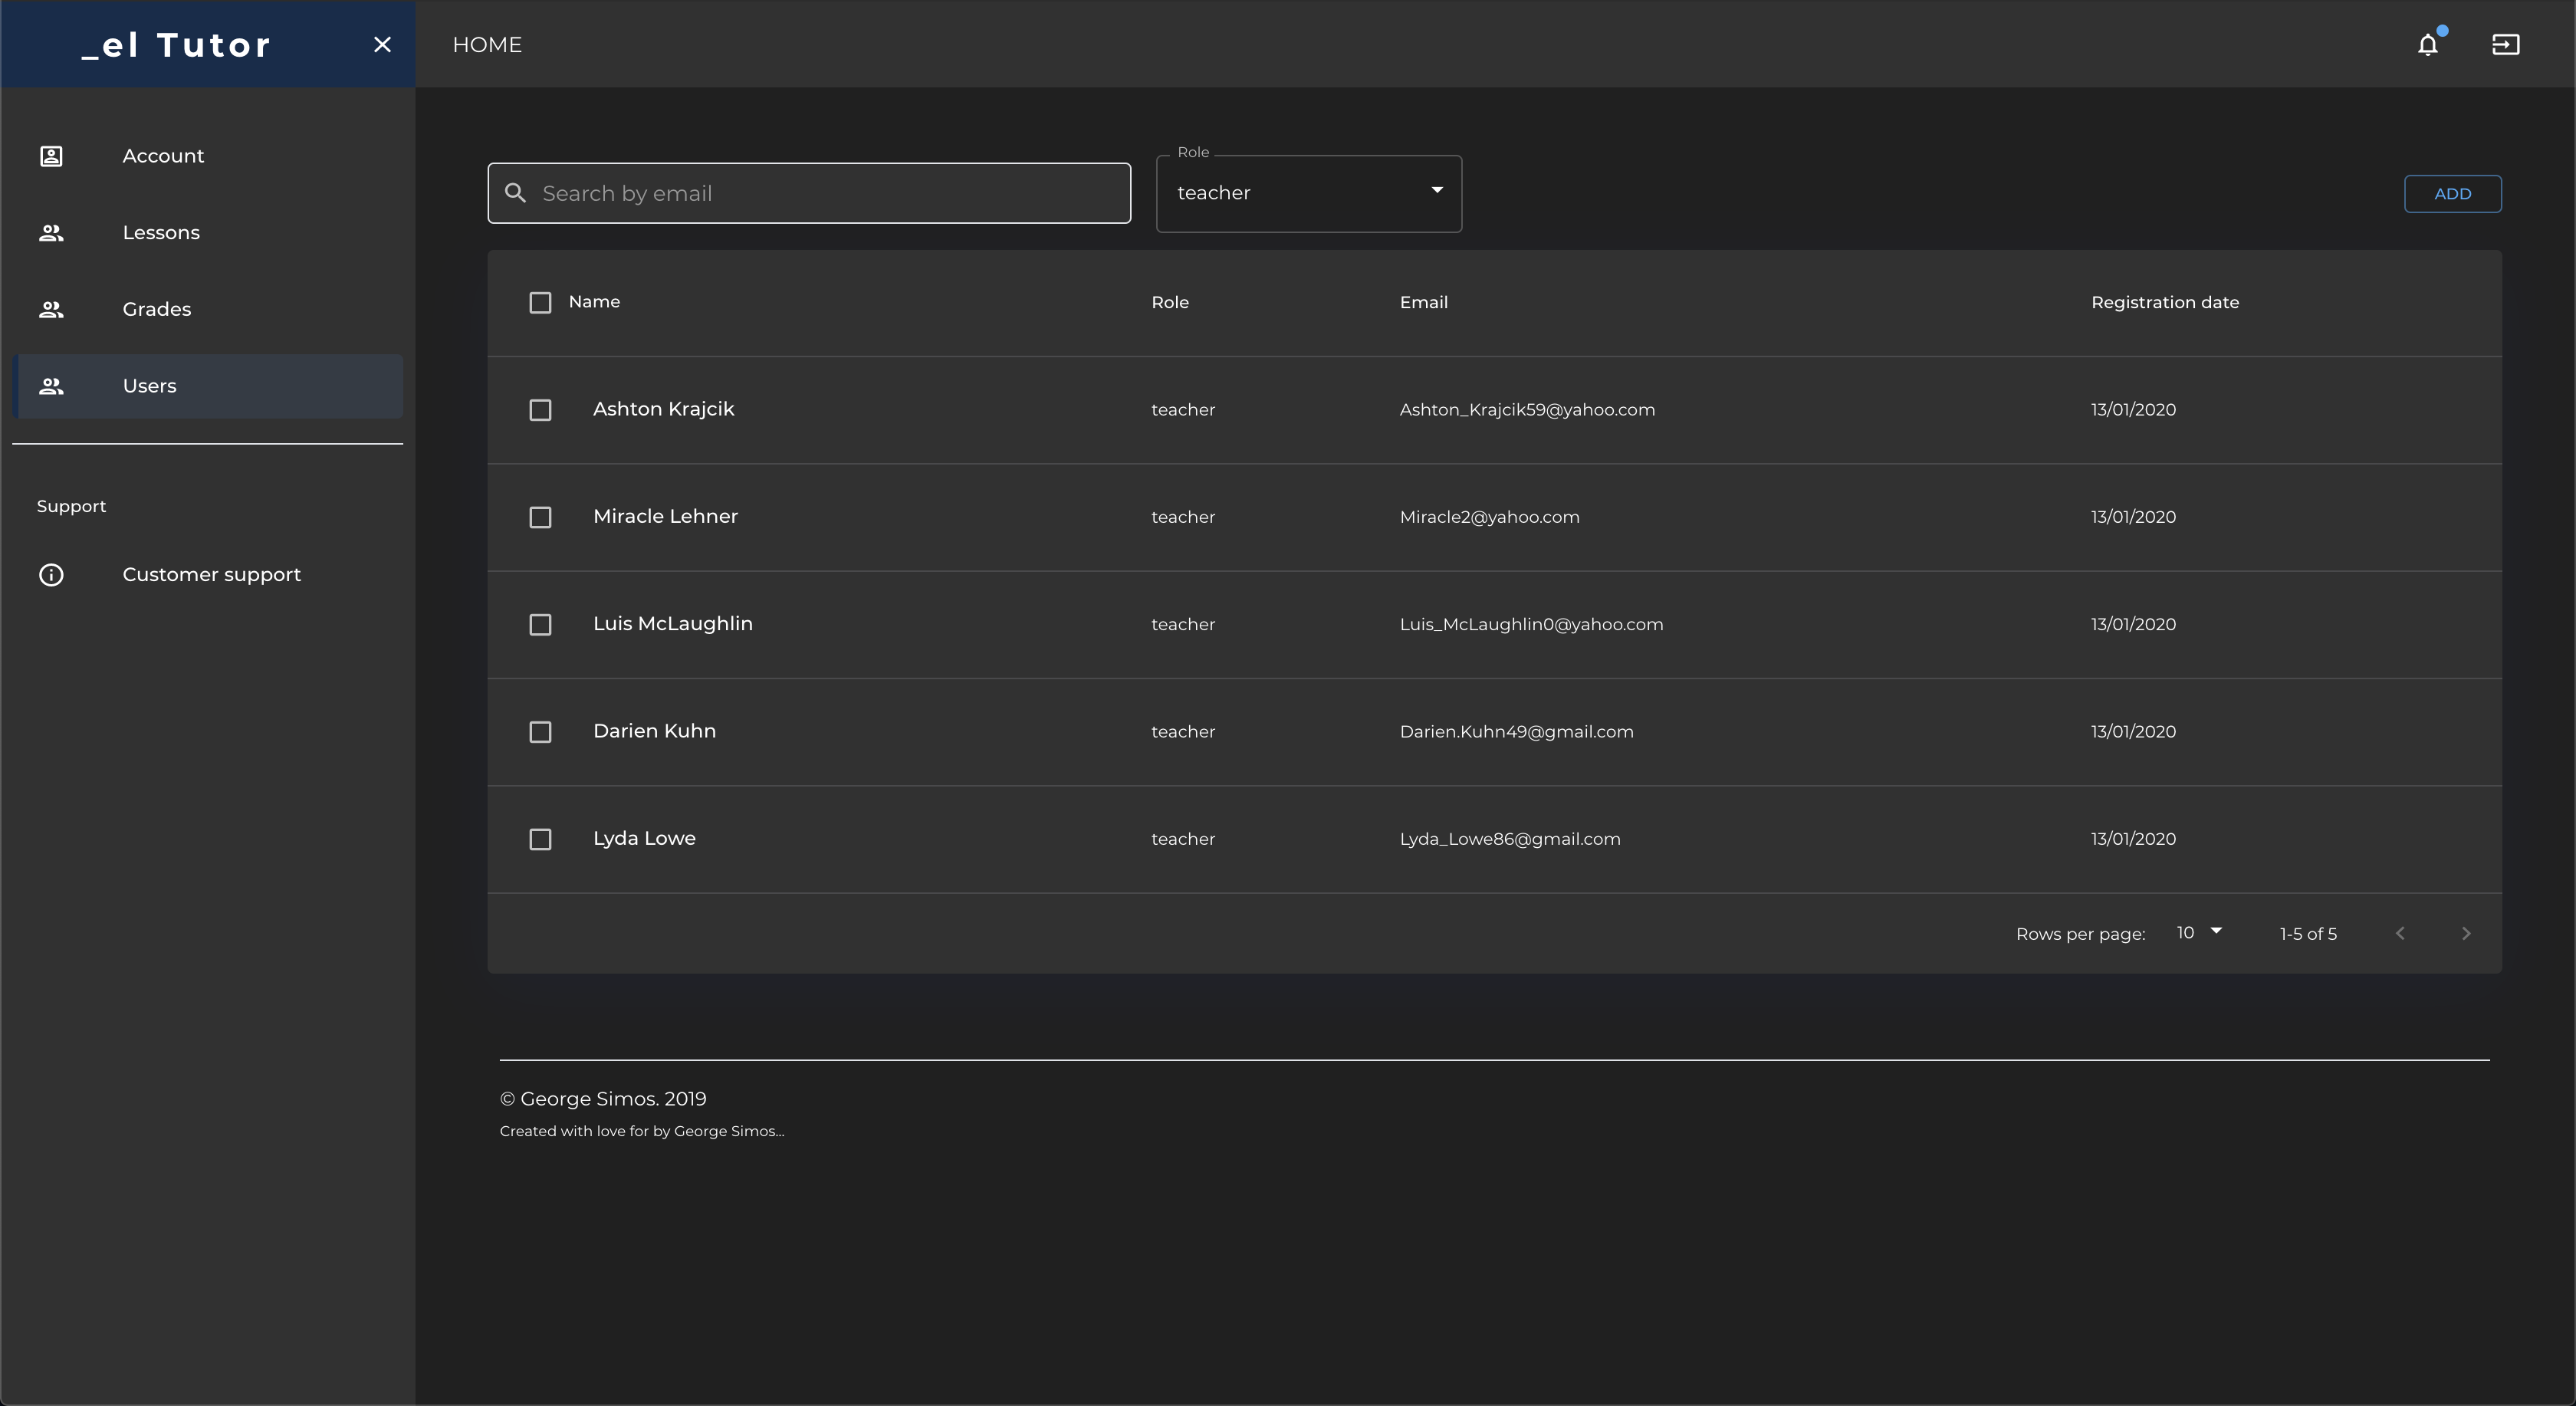 _el Tutor
HOME
Account
Lessons
Grades
Users
Support
Customer support
Search by email
Role
teacher
ADD
Name Role Email Registration date
Ashton Krajcik teacher Ashton_Krajcik59@yahoo.com 13/01/2020
Miracle Lehner teacher Miracle2@yahoo.com 13/01/2020
Luis McLaughlin teacher Luis_McLaughlin0@yahoo.com 13/01/2020
Darien Kuhn teacher Darien.Kuhn49@gmail.com 13/01/2020
Lyda Lowe teacher Lyda_Lowe86@gmail.com 13/01/2020
Rows per page: 10 1-5 of 5
© George Simos. 2019
Created with love for by George Simos...